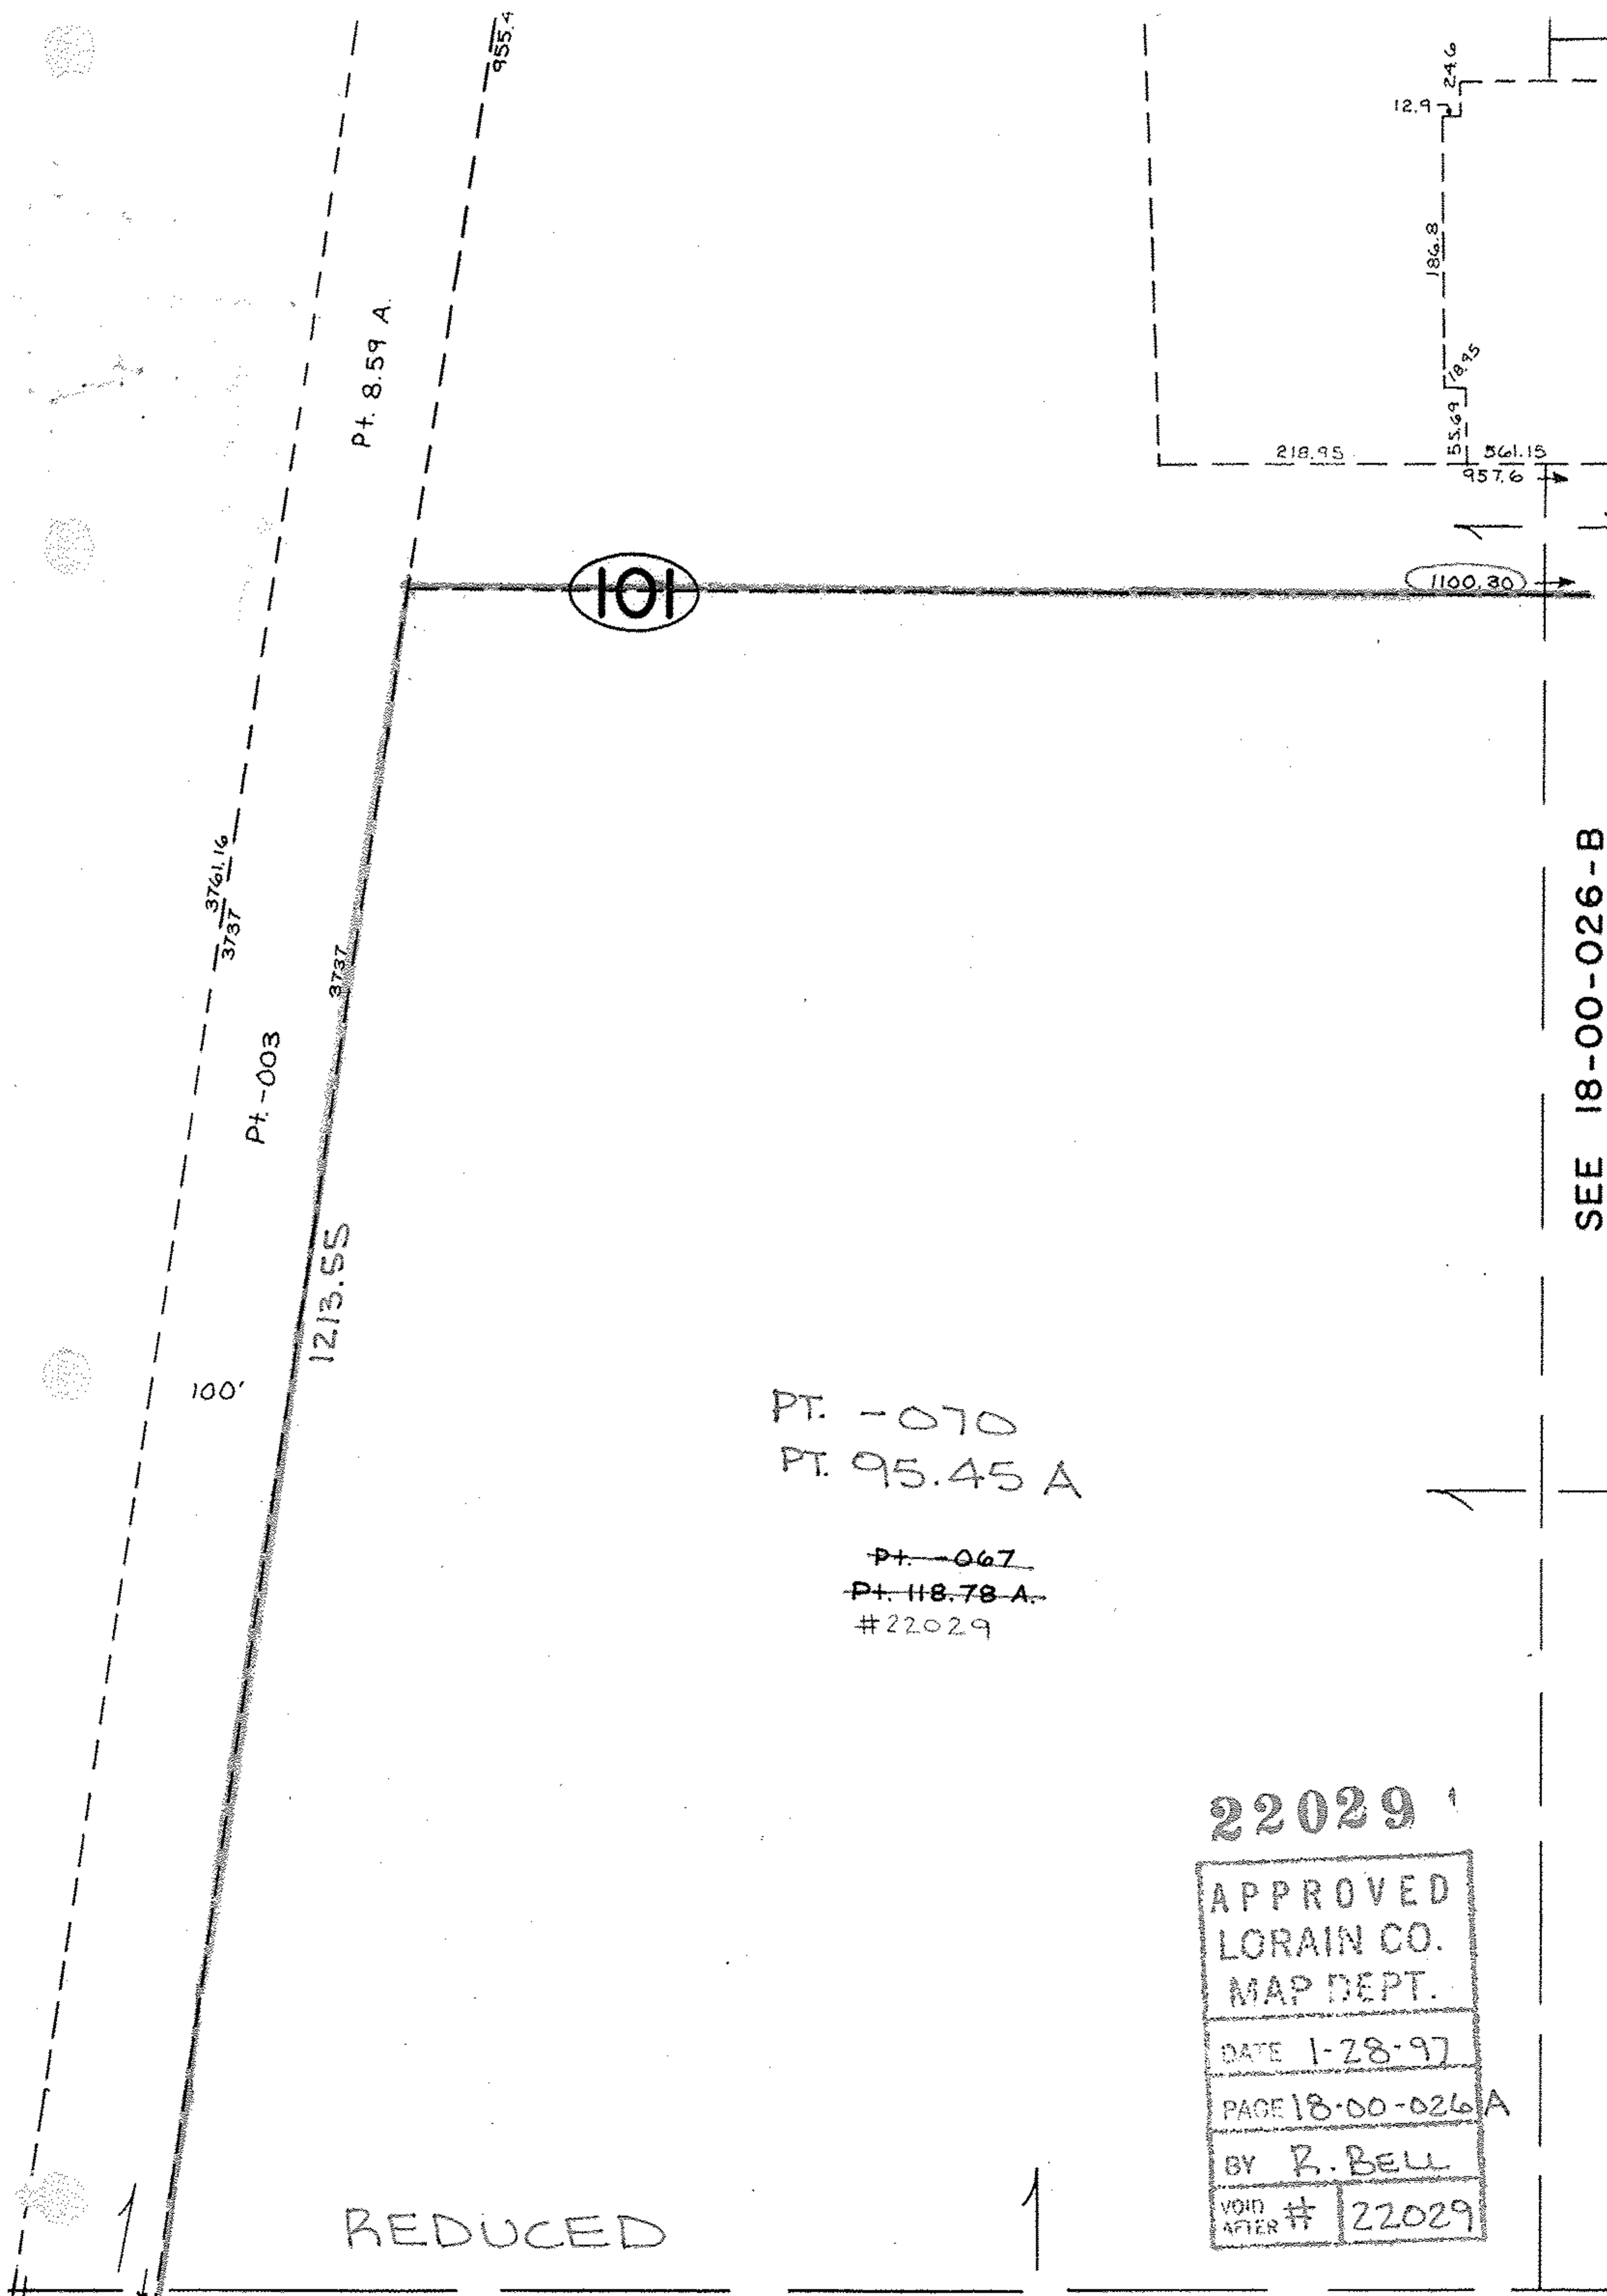 955.4
24.6
12.9
186.8
Pt. 8.59 A.
18.95
55.69
218.95
561.15
957.6
101
1100.30
3761.16
3737
3737
SEE 18-00-026-B
Pt. -003
1213.55
100'
PT. -070
PT. 95.45 A
Pt. -067
Pt. 118.78 A.
#22029
22029
APPROVED
LORAIN CO.
MAP DEPT.
DATE 1-28-97
PAGE 18-00-026A
BY R. BELL
VOID AFTER # 22029
REDUCED